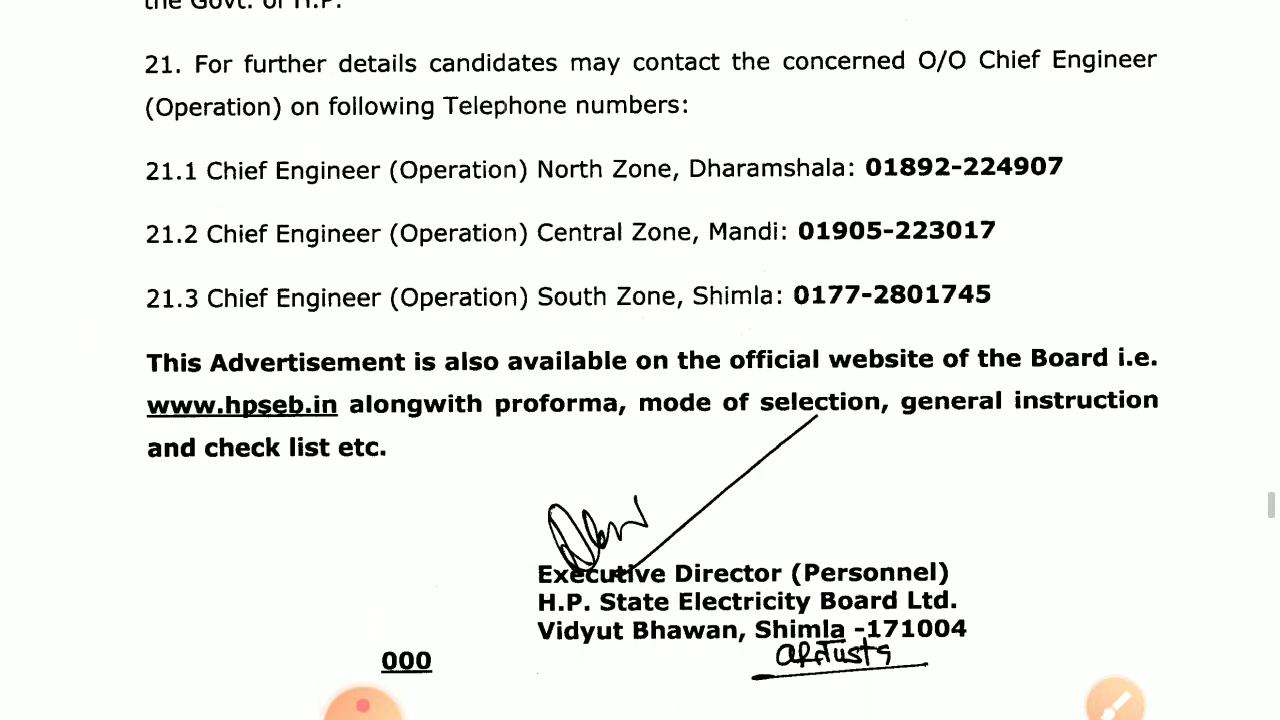 the Govt. of H.P.
21. For further details candidates may contact the concerned O/O Chief Engineer
(Operation) on following Telephone numbers:
21.1 Chief Engineer (Operation) North Zone, Dharamshala: 01892-224907
21.2 Chief Engineer (Operation) Central Zone, Mandi: 01905-223017
21.3 Chief Engineer (Operation) South Zone, Shimla: 0177-2801745
This Advertisement is also available on the official website of the Board i.e.
www.hpseb.in alongwith proforma, mode of selection, general instruction
and check list etc.
Executive Director (Personnel)
H.P. State Electricity Board Ltd.
Vidyut Bhawan, Shimla -171004
000